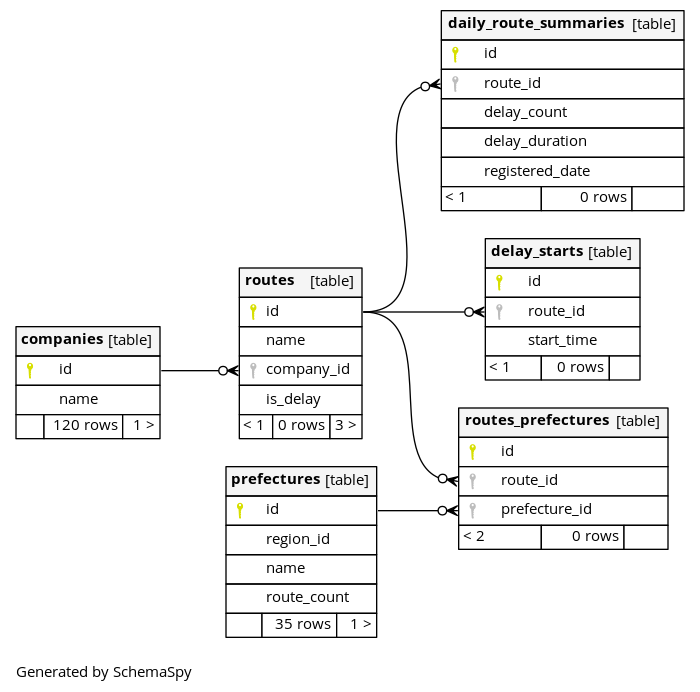 daily_route_summaries [table]
id
route_id
delay_count
delay_duration
registered_date
< 1 0 rows
delay_starts [table]
id
route_id
start_time
< 1 0 rows
routes [table]
id
name
company_id
is_delay
< 1 0 rows 3 >
companies [table]
id
name
120 rows 1 >
routes_prefectures [table]
id
route_id
prefecture_id
< 2 0 rows
prefectures [table]
id
region_id
name
route_count
35 rows 1 >
Generated by SchemaSpy